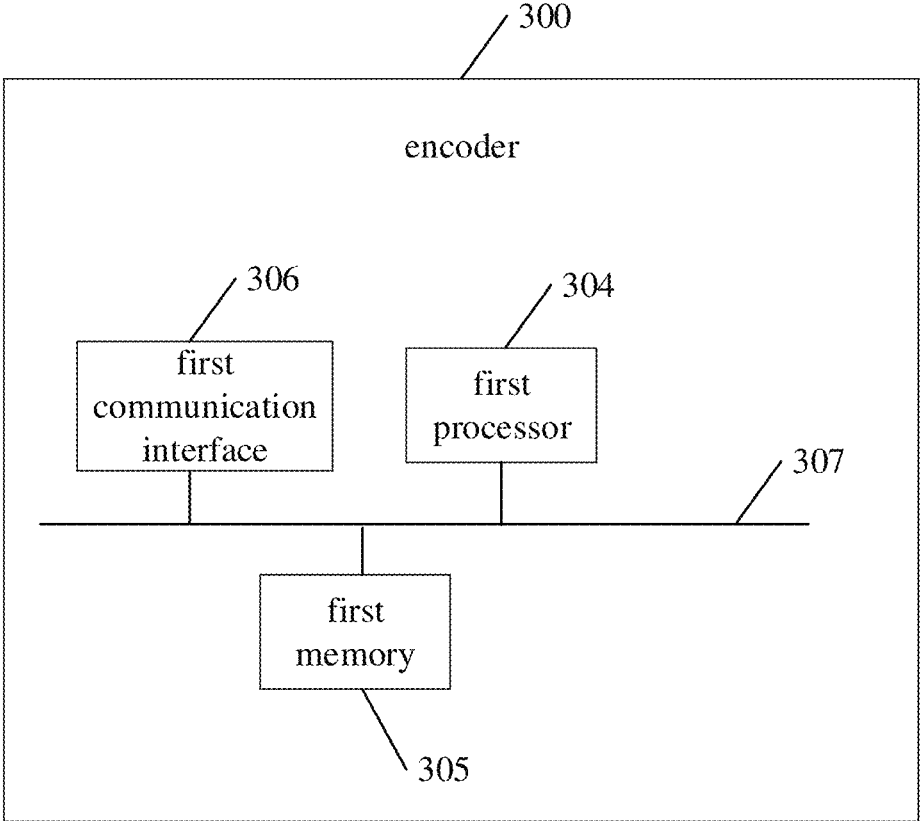 300
encoder
306
304
first
communication
interface
first
processor
307
first
memory
305